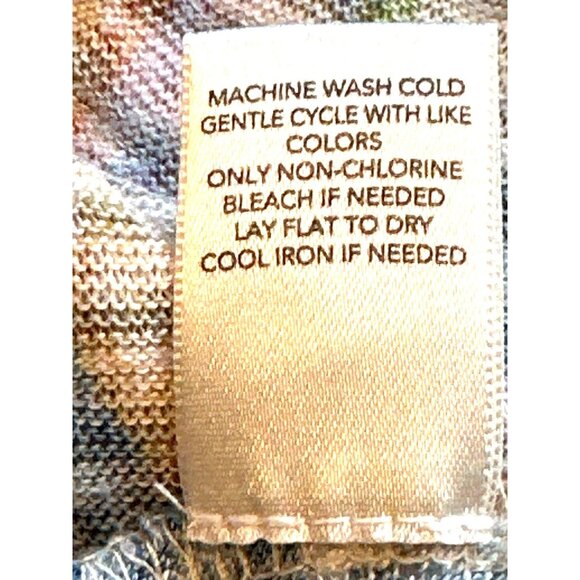 MACHINE WASH COLD
GENTLE CYCLE WITH LIKE
COLORS
ONLY NON-CHLORINE
BLEACH IF NEEDED
LAY FLAT TO DRY
COOL IRON IF NEEDED